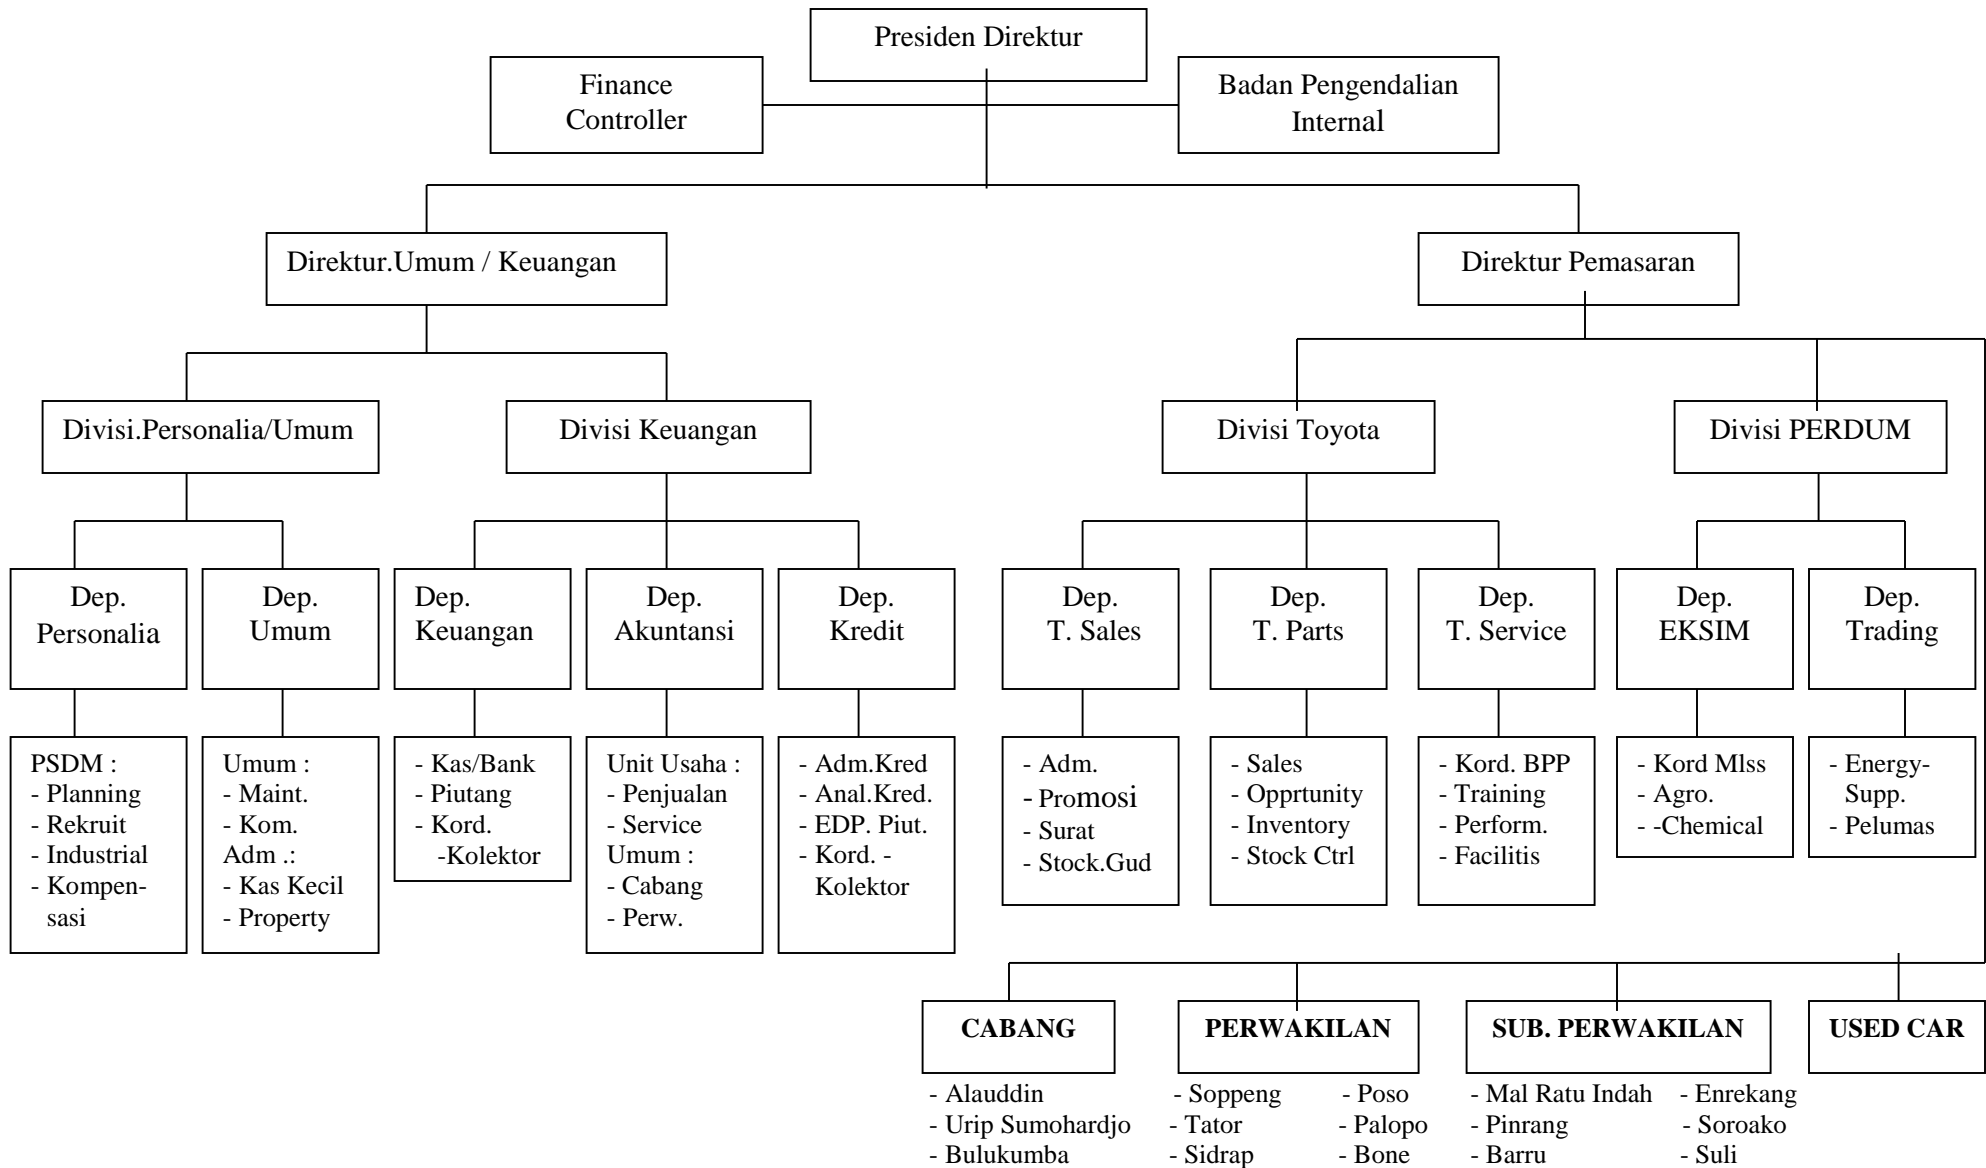 Presiden Direktur
Finance
Controller
Badan Pengendalian
Internal
Direktur.Umum / Keuangan
Direktur Pemasaran
Divisi.Personalia/Umum
Divisi Keuangan
Divisi Toyota
Divisi PERDUM
Dep.
Personalia
Dep.
Umum
Dep.
Keuangan
Dep.
Akuntansi
Dep.
Kredit
Dep.
T. Sales
Dep.
T. Parts
Dep.
T. Service
Dep.
EKSIM
Dep.
Trading
PSDM :
- Planning
- Rekruit
- Industrial
- Kompen-
sasi
Umum :
- Maint.
- Kom.
Adm .:
- Kas Kecil
- Property
- Kas/Bank
- Piutang
- Kord.
-Kolektor
Unit Usaha :
- Penjualan
- Service
Umum :
- Cabang
- Perw.
- Adm.Kred
- Anal.Kred.
- EDP. Piut.
- Kord. -
Kolektor
- Adm.
- Promosi
- Surat
- Stock.Gud
- Sales
- Opprtunity
- Inventory
- Stock Ctrl
- Kord. BPP
- Training
- Perform.
- Facilitis
- Kord Mlss
- Agro.
- -Chemical
- Energy-
Supp.
- Pelumas
CABANG
- Alauddin
- Urip Sumohardjo
- Bulukumba
PERWAKILAN
- Soppeng
- Tator
- Sidrap
- Poso
- Palopo
- Bone
SUB. PERWAKILAN
- Mal Ratu Indah
- Pinrang
- Barru
- Enrekang
- Soroako
- Suli
USED CAR